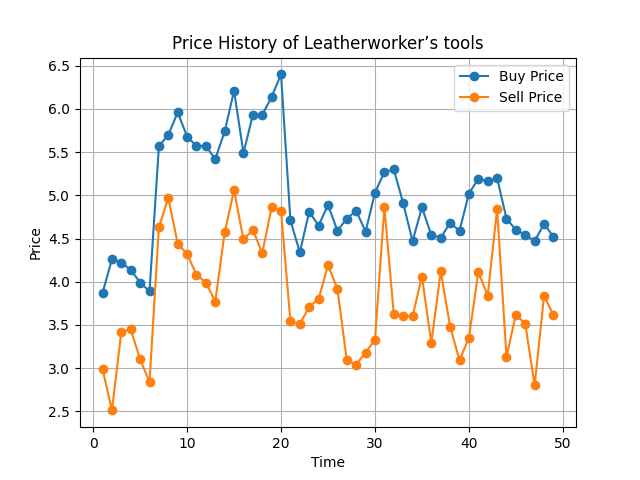 Price History of Leatherworker’s tools
Buy Price
Sell Price
6.5
6.0
5.5
5.0
4.5
4.0
3.5
3.0
2.5
Price
0 10 20 30 40 50
Time